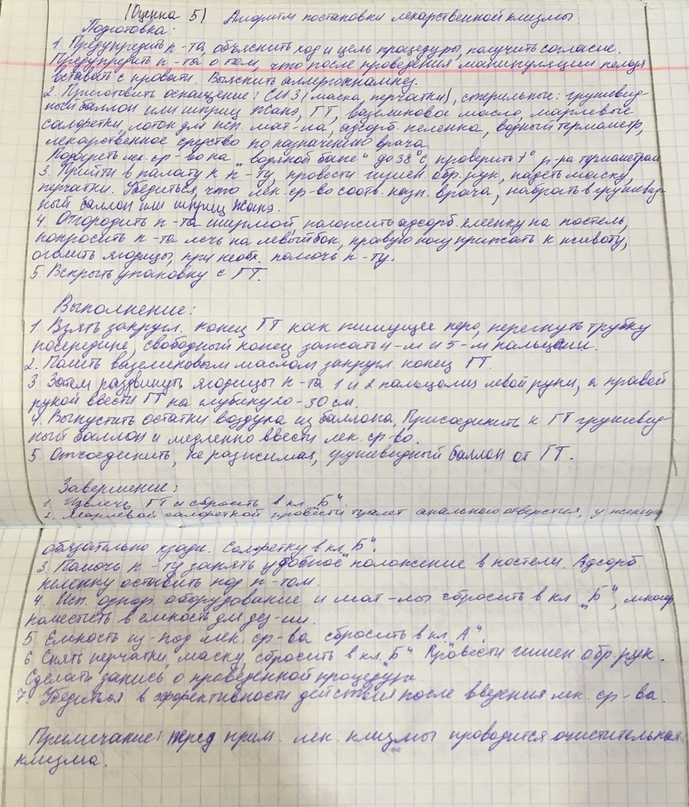 (Оценка 5) Алгоритм постановки лекарственной клизмы
Подготовка:
1. Предупредить п-та, объяснить ход и цель процедуры, получить согласие.
Предупредить п-та о том, что после проведения манипуляции нельзя
вставать с кровати. Выяснить аллергоанамнез.
2. Приготовить оснащение: СИЗ (маска, перчатки), стерильные: грушевид-
ный баллон или шприц Жанэ, ГТ, вазелиновое масло, марлевые
салфетки, лоток для исп. мат-ла, адсорб. пеленка, водный термометр,
лекарственное средство по назначению врача.
Подогреть лек. ср-во на "водяной бане" до 38°С, проверить t° р-ра термометром
3. Прийти в палату к п-ту, провести гигиен. обр. рук, надеть маску,
перчатки. Убедиться, что лек. ср-во соотв. назн. врача, набрать в грушевид-
ный баллон или шприц Жанэ.
4. Отгородить п-та ширмой, положить адсорб. клеенку на постель,
попросить п-та лечь на левый бок, правую ногу прижать к животу,
оголить ягодицы, при необх. помочь п-ту.
5. Вскрыть упаковку с ГТ.
Выполнение:
1. Взять закругл. конец ГТ как пишущее перо, перегнуть трубку
посередине, свободный конец зажать 4-м и 5-м пальцами.
2. Полить вазелиновым маслом закругл. конец ГТ.
3. Затем раздвинуть ягодицы п-та 1 и 2 пальцами левой руки, а правой
рукой ввести ГТ на глубину 20-30 см.
4. Выпустить остатки воздуха из баллона. Присоединить к ГТ грушевид-
ный баллон и медленно ввести лек. ср-во.
5. Отсоединить, не разжимая, грушевидный баллон от ГТ.
Завершение:
1. Извлечь ГТ и сбросить в кл. "Б".
2. Марлевой салфеткой провести туалет анального отверстия, у женщин
обязательно кзади. Салфетку в кл. "Б".
3. Помочь п-ту занять удобное положение в постели. Адсорб.
пеленку оставить под п-том.
4. Исп. однор. оборудование и мат-лы сбросить в кл. "Б", многор.
поместить в емкость для дез-ии.
5. Емкость из-под лек. ср-ва сбросить в кл. "А".
6. Снять перчатки, маску, сбросить в кл. "Б". Провести гигиен. обр. рук.
Сделать запись о проведенной процедуре
7. Убедиться в эффективности действия после введения лек. ср-ва.
Примечание: перед прим. лек. клизмы проводится очистительная
клизма.